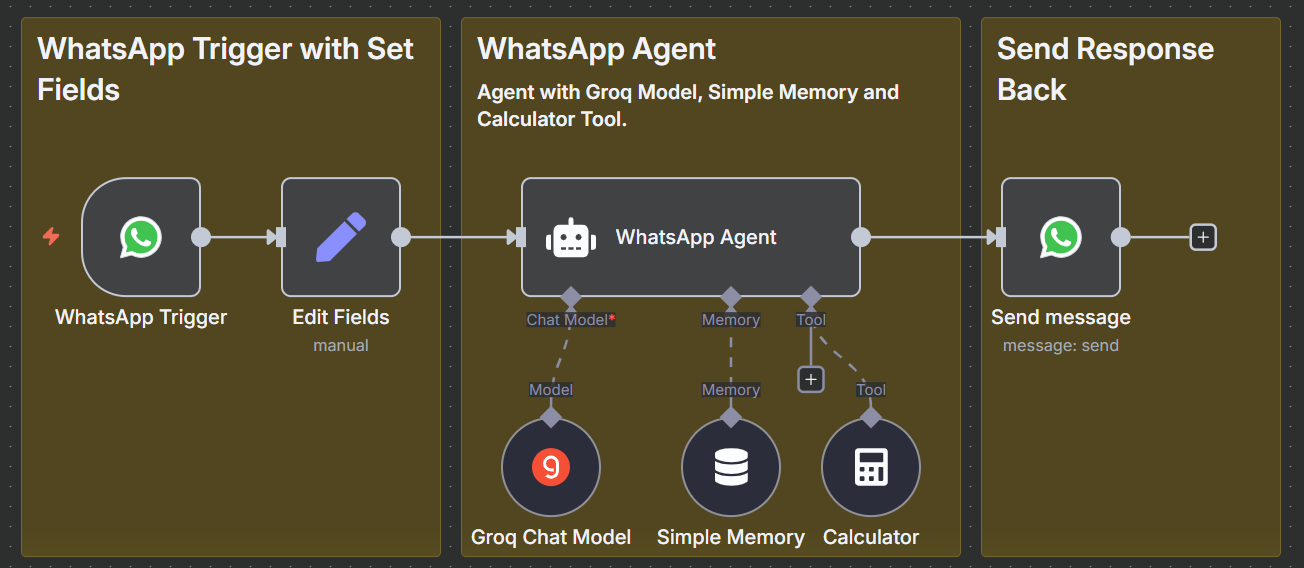 WhatsApp Trigger with Set
Fields
WhatsApp Trigger
Edit Fields
manual
WhatsApp Agent
Agent with Groq Model, Simple Memory and
Calculator Tool.
WhatsApp Agent
Chat Model*
Memory
Tool
Model
Memory
Tool
Groq Chat Model
Simple Memory
Calculator
Send Response
Back
Send message
message: send